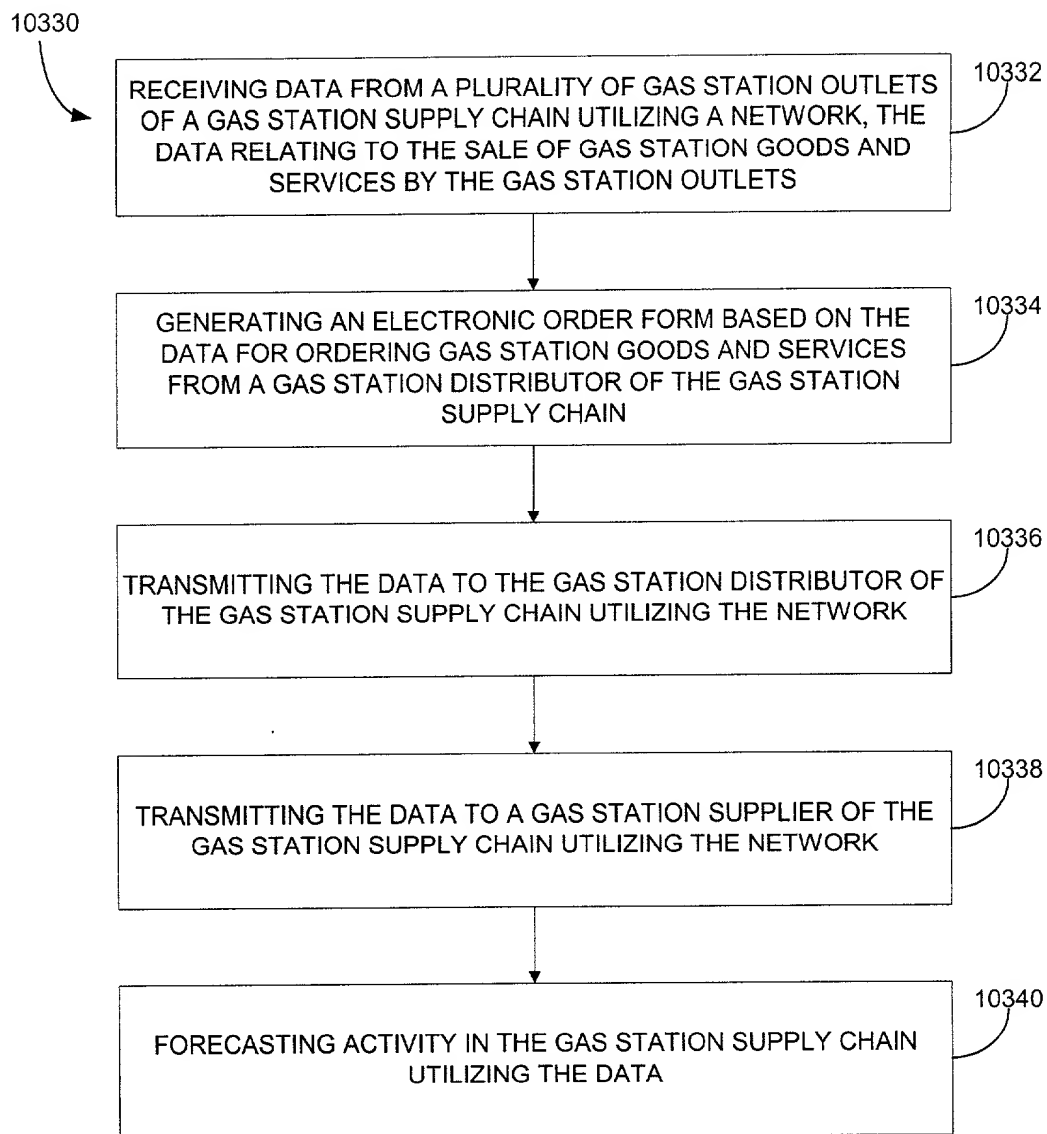 10330
10332
RECEIVING DATA FROM A PLURALITY OF GAS STATION OUTLETS
OF A GAS STATION SUPPLY CHAIN UTILIZING A NETWORK, THE
DATA RELATING TO THE SALE OF GAS STATION GOODS AND
SERVICES BY THE GAS STATION OUTLETS
10334
GENERATING AN ELECTRONIC ORDER FORM BASED ON THE
DATA FOR ORDERING GAS STATION GOODS AND SERVICES
FROM A GAS STATION DISTRIBUTOR OF THE GAS STATION
SUPPLY CHAIN
10336
TRANSMITTING THE DATA TO THE GAS STATION DISTRIBUTOR OF
THE GAS STATION SUPPLY CHAIN UTILIZING THE NETWORK
10338
TRANSMITTING THE DATA TO A GAS STATION SUPPLIER OF THE
GAS STATION SUPPLY CHAIN UTILIZING THE NETWORK
10340
FORECASTING ACTIVITY IN THE GAS STATION SUPPLY CHAIN
UTILIZING THE DATA